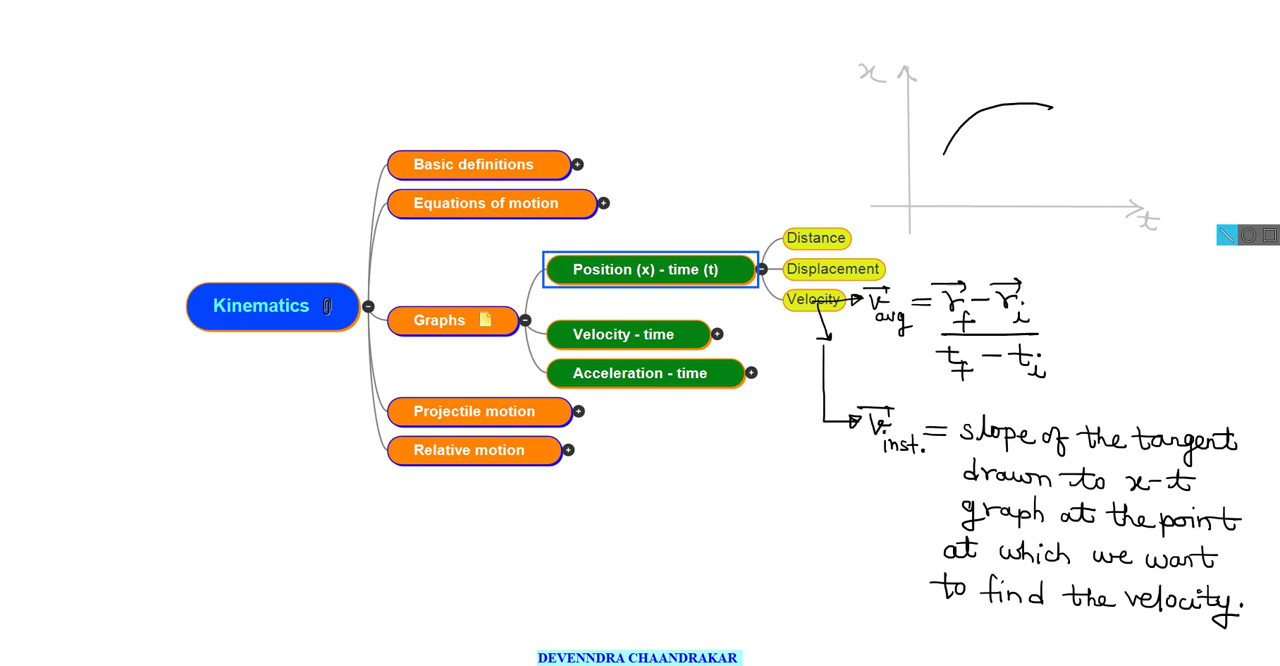 x
t
Basic definitions
Equations of motion
Distance
Position (x) - time (t)
Displacement
Velocity
Kinematics
Graphs
Velocity - time
Acceleration - time
Projectile motion
Relative motion
v avg = r f - r i
t f - t i
v inst. = slope of the tangent
drawn to x-t
graph at the point
at which we want
to find the velocity.
DEVENNDRA CHAANDRAKAR